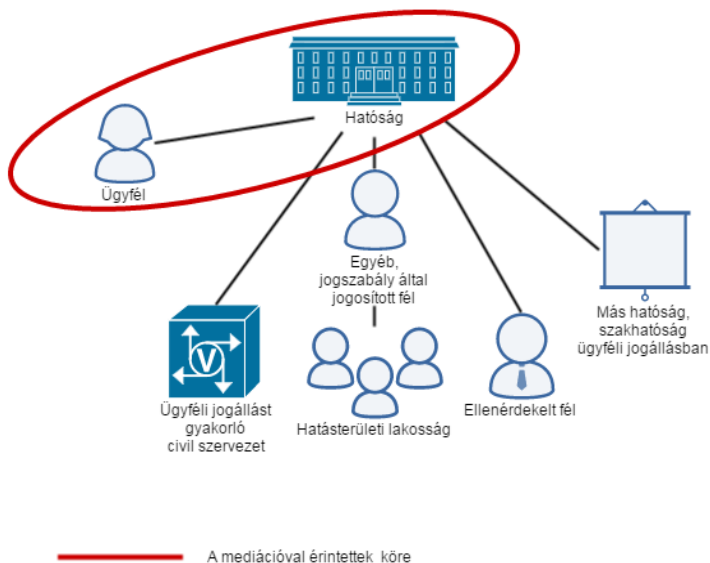 Hatóság
Ügyfél
Egyéb,
jogszabály által
jogosított fél
Más hatóság,
szakhatóság
ügyféli jogállásban
V
Ügyféli jogállást
gyakorló
civil szervezet
Hatásterületi lakosság
Ellenérdekelt fél
A mediációval érintettek köre